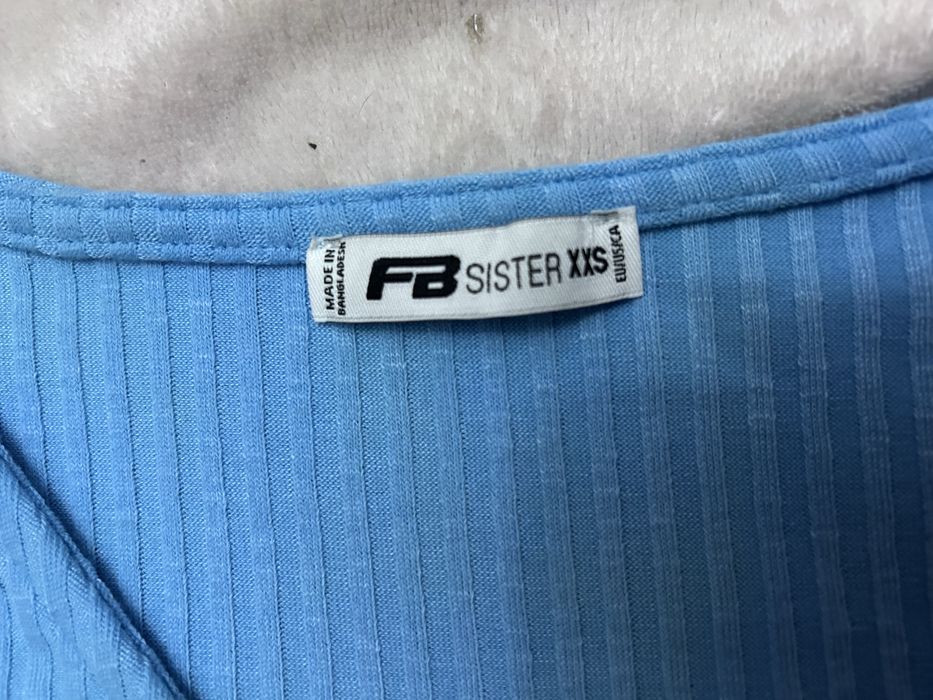 MADE IN
BANGLADESH
FB SISTER XXS
EU/US/CA